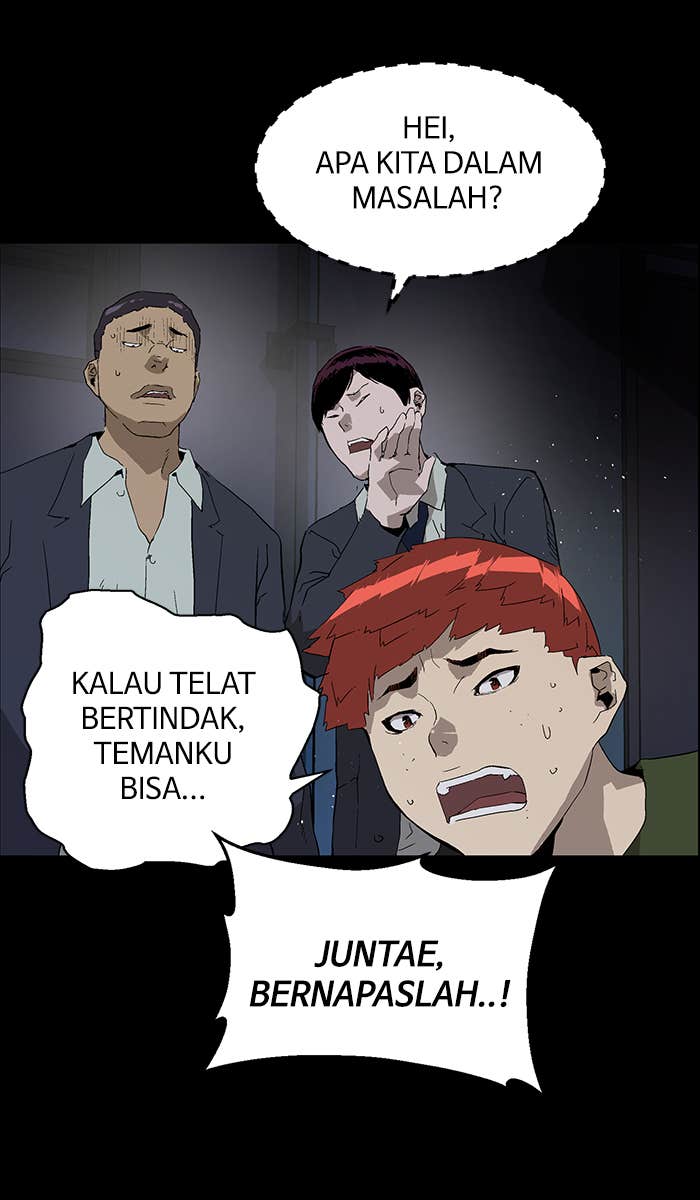 HEI,
APA KITA DALAM
MASALAH?
KALAU TELAT
BERTINDAK,
TEMANKU
BISA...
JUNTAE,
BERNAPASLAH..!